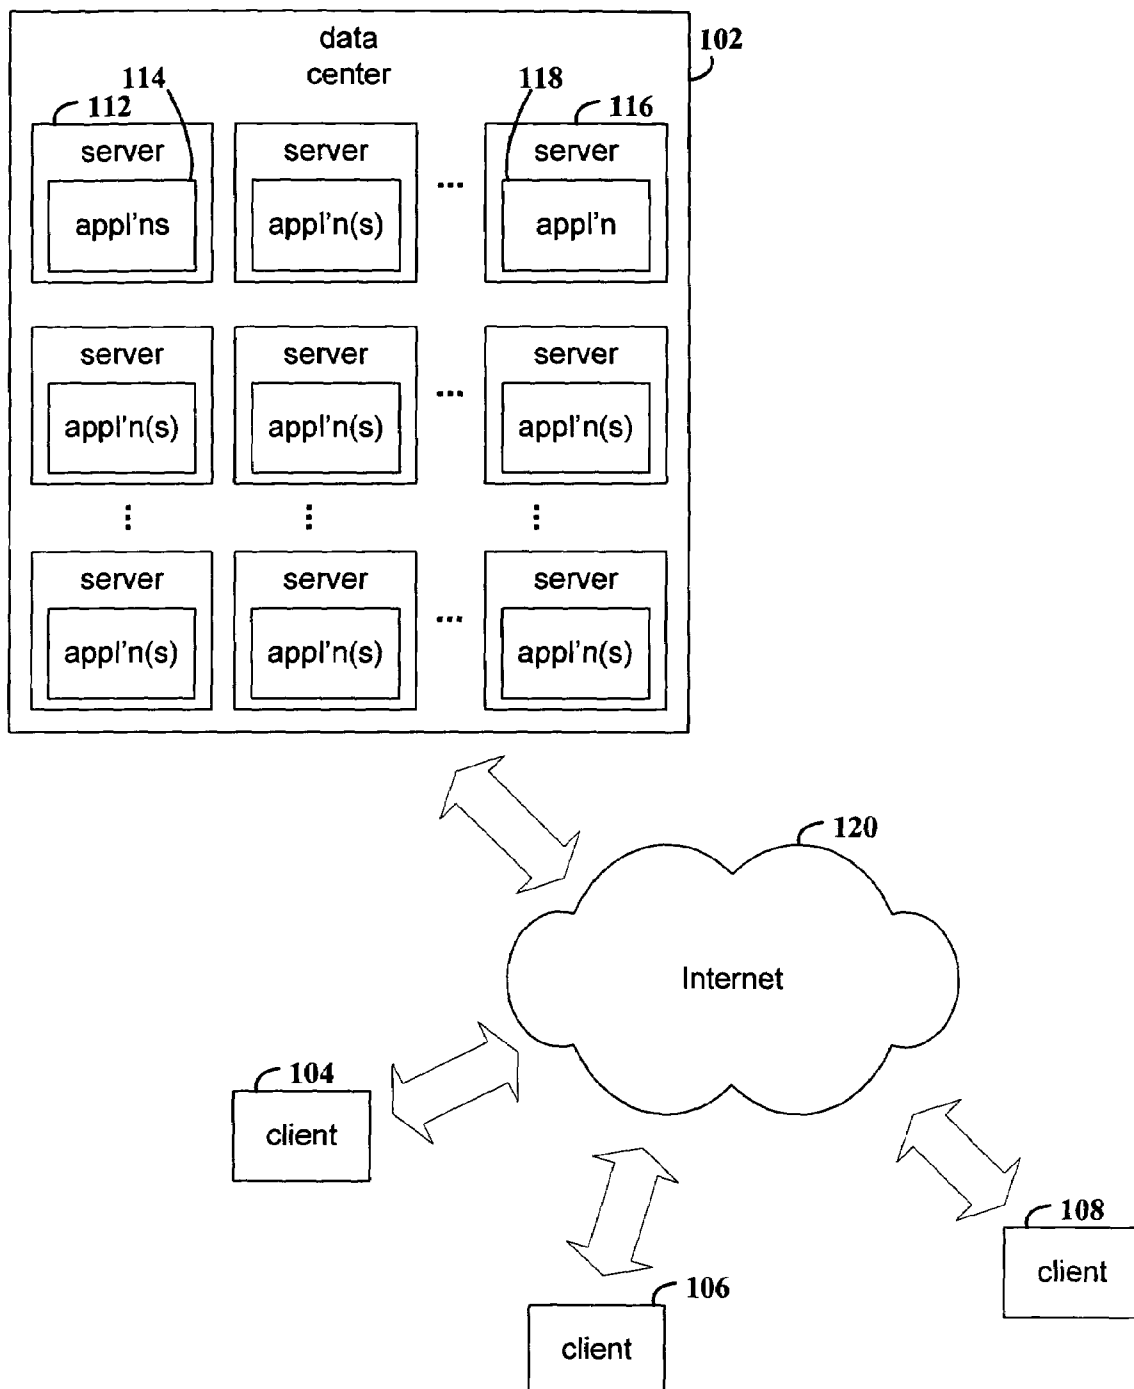 data
center
102
114
118
112
116
server
server
server
...
appl'ns
appl'n(s)
appl'n
server
server
server
...
appl'n(s)
appl'n(s)
appl'n(s)
...
...
...
server
server
server
...
appl'n(s)
appl'n(s)
appl'n(s)
120
Internet
104
client
108
client
106
client